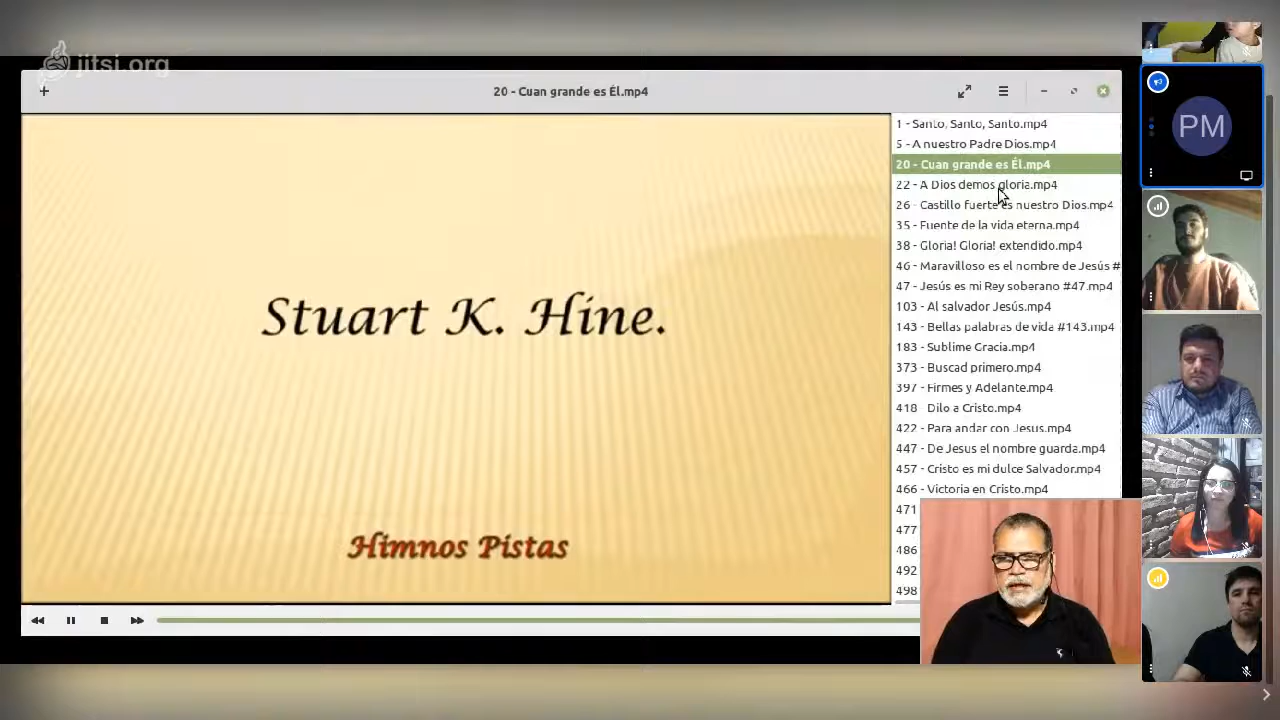 jitsi.org
20 - Cuan grande es Él.mp4
Stuart K. Hine.
Himnos Pistas
1 - Santo, Santo, Santo.mp4
5 - A nuestro Padre Dios.mp4
20 - Cuan grande es Él.mp4
22 - A Dios demos gloria.mp4
26 - Castillo fuerte es nuestro Dios.mp4
35 - Fuente de la vida eterna.mp4
38 - Gloria! Gloria! extendido.mp4
46 - Maravilloso es el nombre de Jesús #
47 - Jesús es mi Rey soberano #47.mp4
103 - Al salvador Jesús.mp4
143 - Bellas palabras de vida #143.mp4
183 - Sublime Gracia.mp4
373 - Buscad primero.mp4
397 - Firmes y Adelante.mp4
418 - Dilo a Cristo.mp4
422 - Para andar con Jesus.mp4
447 - De Jesus el nombre guarda.mp4
457 - Cristo es mi dulce Salvador.mp4
466 - Victoria en Cristo.mp4
471
477
486
492
498
PM